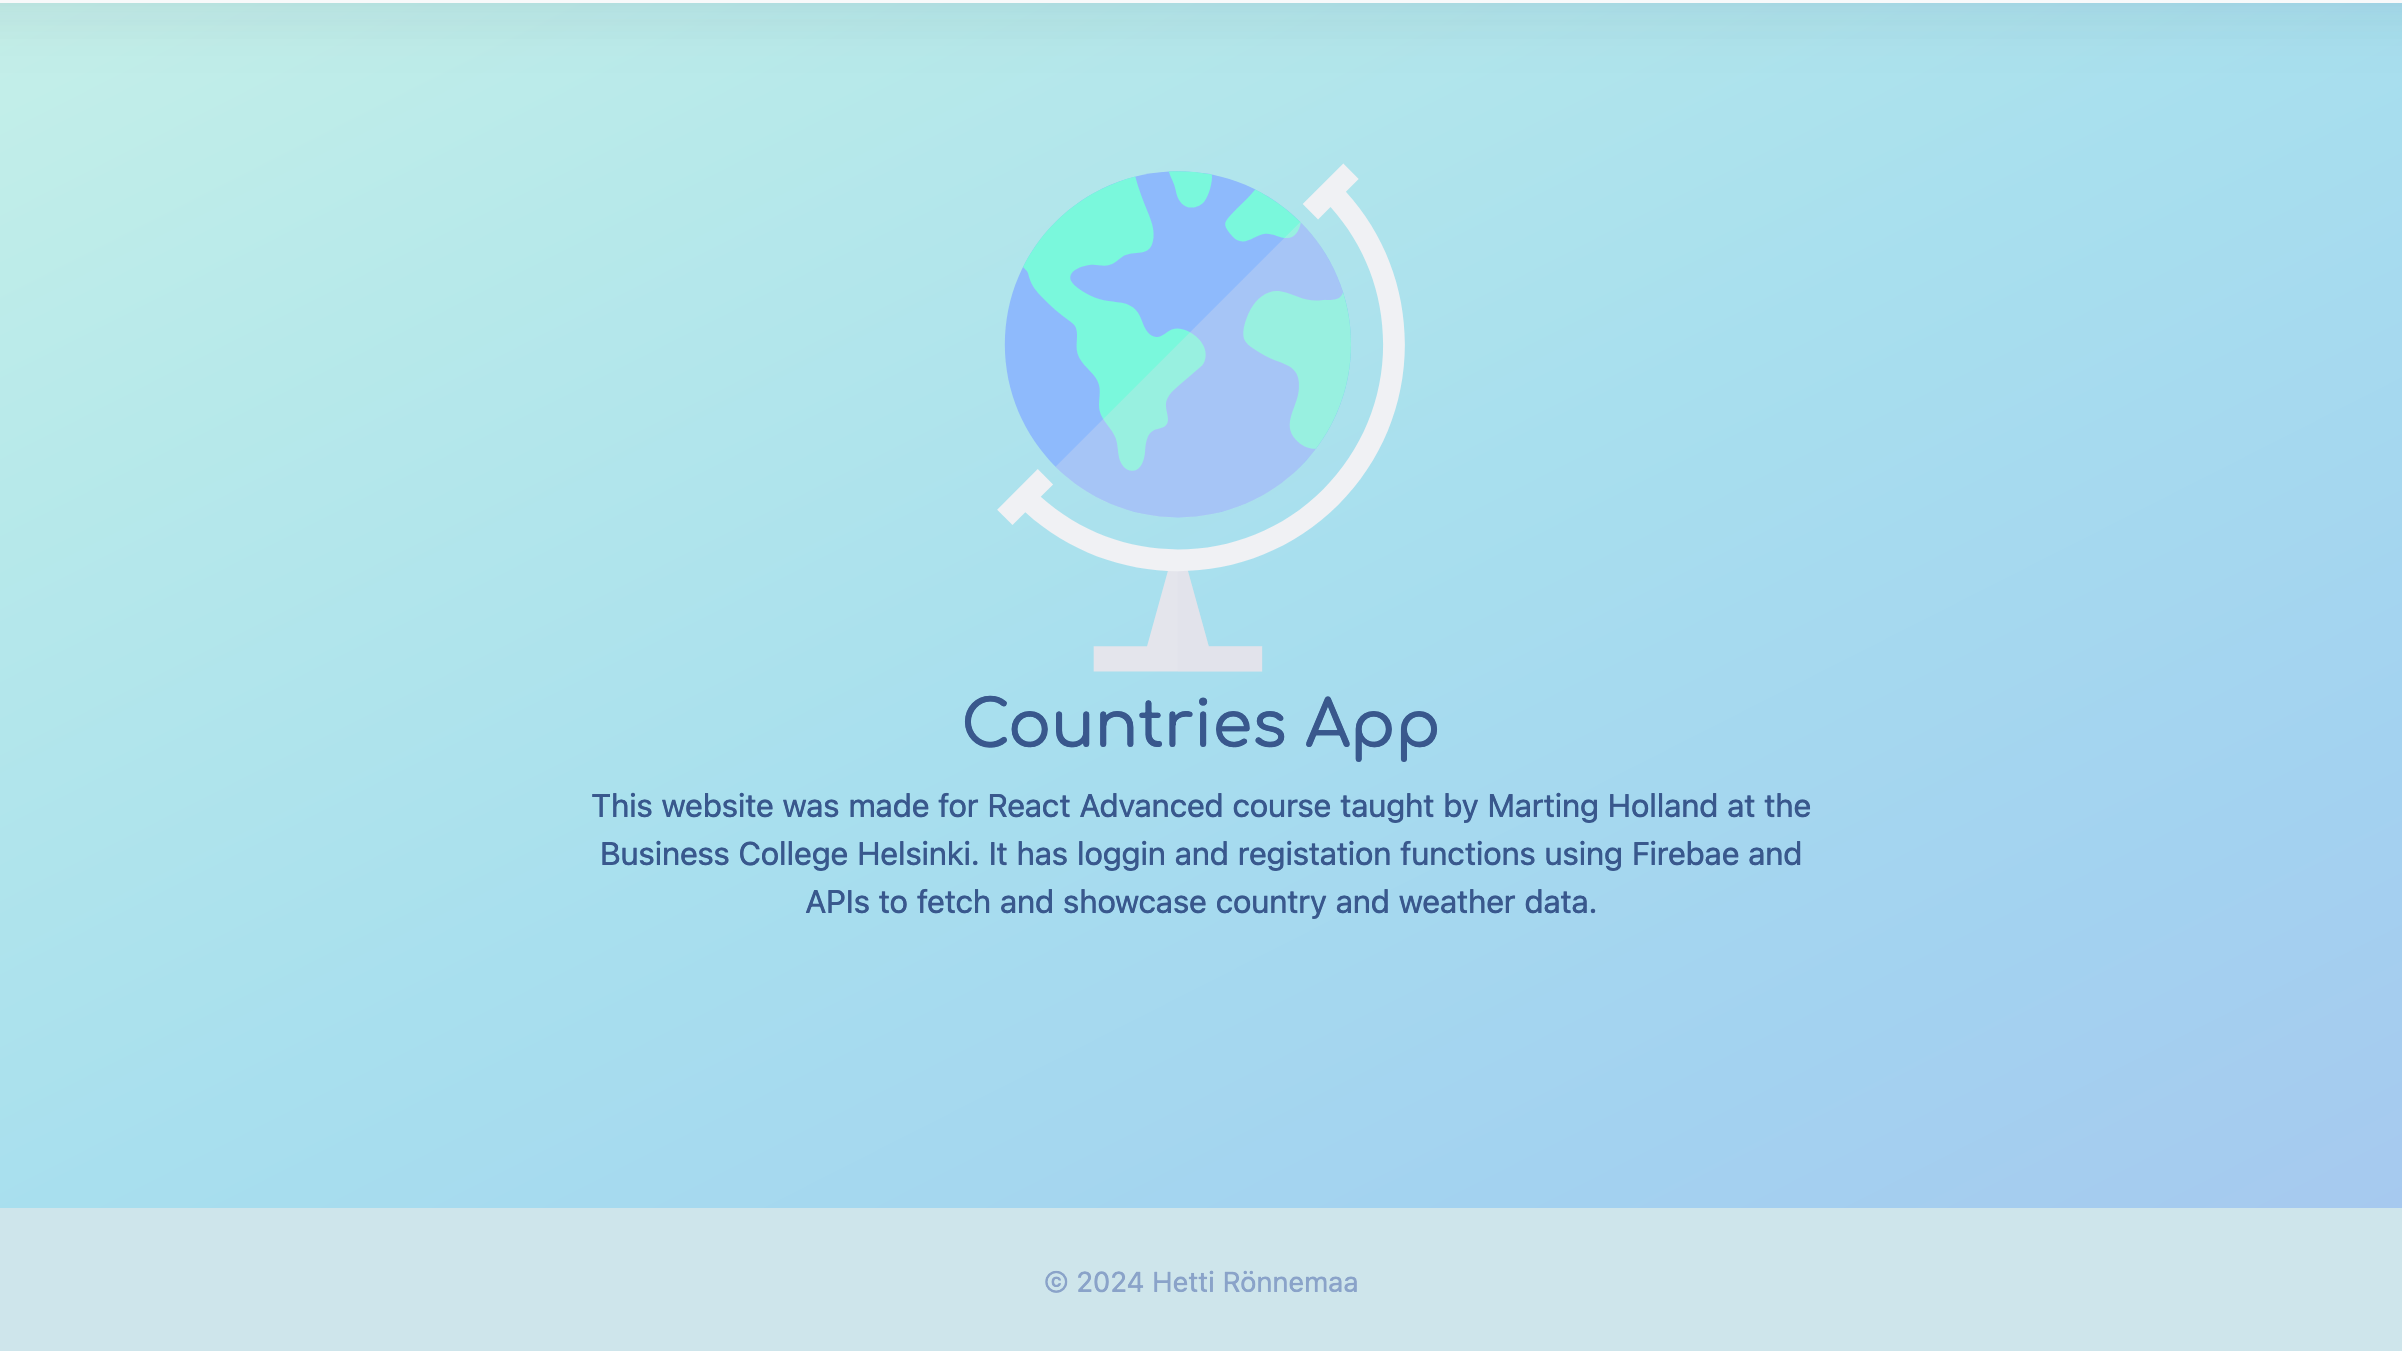 Countries App
This website was made for React Advanced course taught by Marting Holland at the
Business College Helsinki. It has loggin and registation functions using Firebae and
APIs to fetch and showcase country and weather data.
© 2024 Hetti Rönnemaa